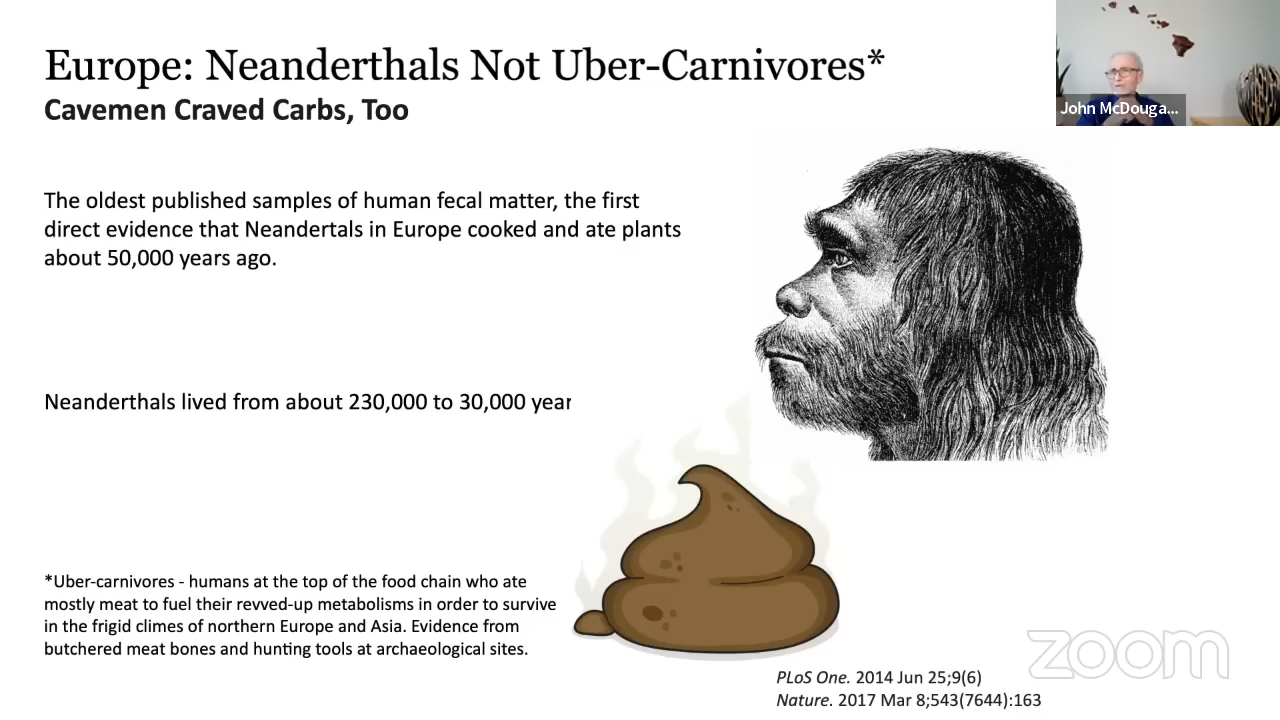 Europe: Neanderthals Not Uber-Carnivores*
Cavemen Craved Carbs, Too
John McDouga...
The oldest published samples of human fecal matter, the first
direct evidence that Neandertals in Europe cooked and ate plants
about 50,000 years ago.
Neanderthals lived from about 230,000 to 30,000 year
*Uber-carnivores - humans at the top of the food chain who ate
mostly meat to fuel their revved-up metabolisms in order to survive
in the frigid climes of northern Europe and Asia. Evidence from
butchered meat bones and hunting tools at archaeological sites.
zoom
PLoS One. 2014 Jun 25;9(6)
Nature. 2017 Mar 8;543(7644):163